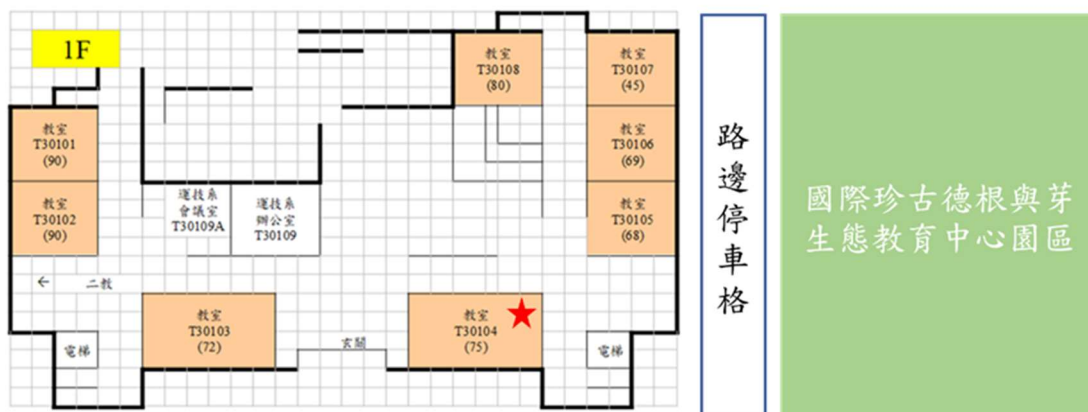 1F
教室
T30108
(80)
教室
T30107
(45)
教室
T30101
(90)
教室
T30106
(69)
教室
T30102
(90)
運技系
會議室
T30109A
運技系
辦公室
T30109
教室
T30105
(68)
← 二教
教室
T30103
(72)
玄關
教室
T30104
(75)
電梯
電梯
路邊停車格
國際珍古德根與芽
生態教育中心園區